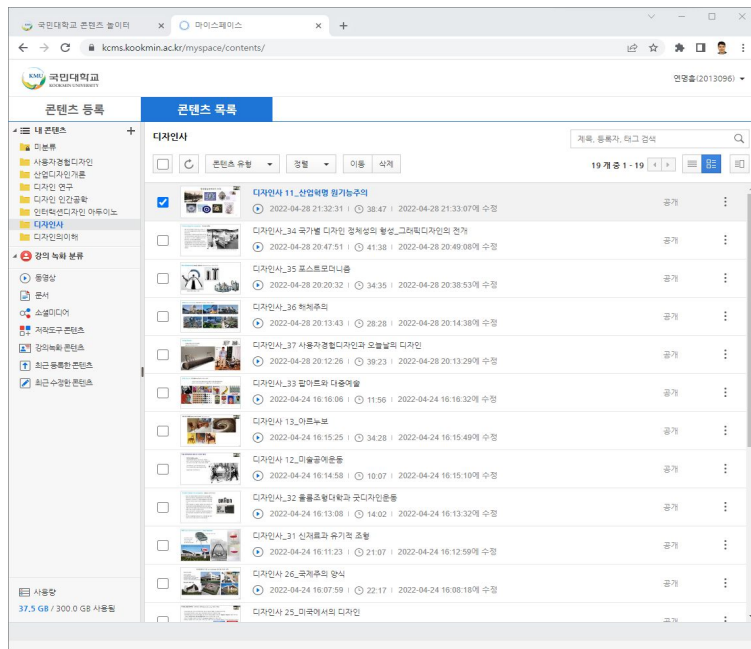 국민대학교 콘텐츠 놀이터
마이스페이스
kcms.kookmin.ac.kr/myspace/contents/
KMU 국민대학교
KOOKMIN UNIVERSITY
연명흠(2013096)
콘텐츠 등록
콘텐츠 목록
내 콘텐츠
미분류
사용자경험디자인
산업디자인개론
디자인 연구
디자인 인간공학
인터랙션디자인 아두이노
디자인사
디자인의이해
강의 녹화 분류
동영상
문서
소셜미디어
저작도구 콘텐츠
강의녹화 콘텐츠
최근 등록한 콘텐츠
최근 수정한 콘텐츠
사용량
37.5 GB / 300.0 GB 사용됨
디자인사
제목, 등록자, 태그 검색
콘텐츠 유형
정렬
이동
삭제
19 개 중 1 - 19
디자인사 11_산업혁명 원기능주의
2022-04-28 21:32:31 | 38:47 | 2022-04-28 21:33:07에 수정
공개
디자인사_34 국가별 디자인 정체성의 형성_그래픽디자인의 전개
2022-04-28 20:47:51 | 41:38 | 2022-04-28 20:49:08에 수정
공개
디자인사_35 포스트모더니즘
2022-04-28 20:20:32 | 34:35 | 2022-04-28 20:38:53에 수정
공개
디자인사_36 해체주의
2022-04-28 20:13:43 | 28:28 | 2022-04-28 20:14:38에 수정
공개
디자인사_37 사용자경험디자인과 오늘날의 디자인
2022-04-28 20:12:26 | 39:23 | 2022-04-28 20:13:29에 수정
공개
디자인사_33 팝아트와 대중예술
2022-04-24 16:16:06 | 11:56 | 2022-04-24 16:16:32에 수정
공개
디자인사 13_아르누보
2022-04-24 16:15:25 | 34:28 | 2022-04-24 16:15:49에 수정
공개
디자인사 12_미술공예운동
2022-04-24 16:14:58 | 10:07 | 2022-04-24 16:15:10에 수정
공개
디자인사_32 울름조형대학과 굿디자인운동
2022-04-24 16:13:08 | 14:02 | 2022-04-24 16:13:32에 수정
공개
디자인사_31 신재료과 유기적 조형
2022-04-24 16:11:23 | 21:07 | 2022-04-24 16:12:59에 수정
공개
디자인사 26_국제주의 양식
2022-04-24 16:07:59 | 22:17 | 2022-04-24 16:08:18에 수정
공개
디자인사 25_미국에서의 디자인